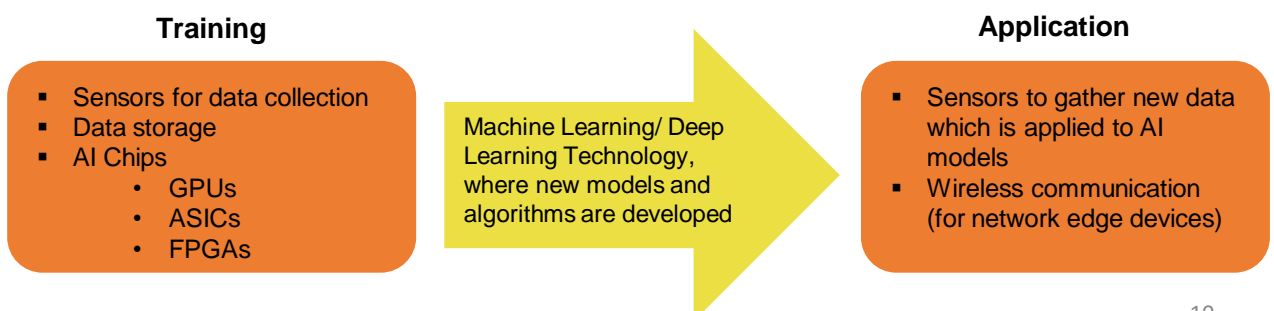 Training
▪ Sensors for data collection
▪ Data storage
▪ AI Chips
• GPUs
• ASICs
• FPGAs
Machine Learning/ Deep
Learning Technology,
where new models and
algorithms are developed
Application
▪ Sensors to gather new data
which is applied to AI
models
▪ Wireless communication
(for network edge devices)